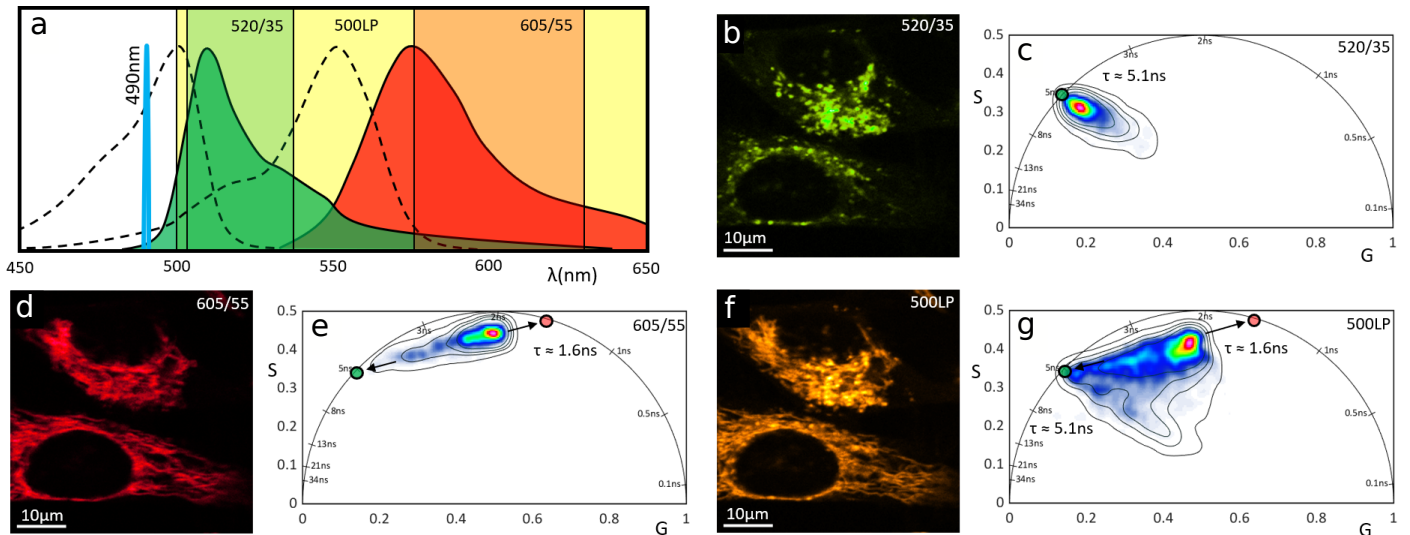 a
490nm
520/35
500LP
605/55
450
500
550
600
650
λ(nm)
b
520/35
10μm
c
520/35
0.5
0.4
0.3
0.2
0.1
0
S
0
0.2
0.4
0.6
0.8
1
G
τ ≈ 5.1ns
34ns
21ns
13ns
8ns
5ns
3ns
2ns
1ns
0.5ns
0.1ns
d
605/55
10μm
e
605/55
0.5
0.4
0.3
0.2
0.1
0
S
0
0.2
0.4
0.6
0.8
1
G
τ ≈ 1.6ns
34ns
21ns
13ns
8ns
5ns
3ns
2ns
1ns
0.5ns
0.1ns
f
500LP
10μm
g
500LP
0.5
0.4
0.3
0.2
0.1
0
S
0
0.2
0.4
0.6
0.8
1
G
τ ≈ 1.6ns
τ ≈ 5.1ns
34ns
21ns
13ns
8ns
5ns
3ns
2ns
1ns
0.5ns
0.1ns